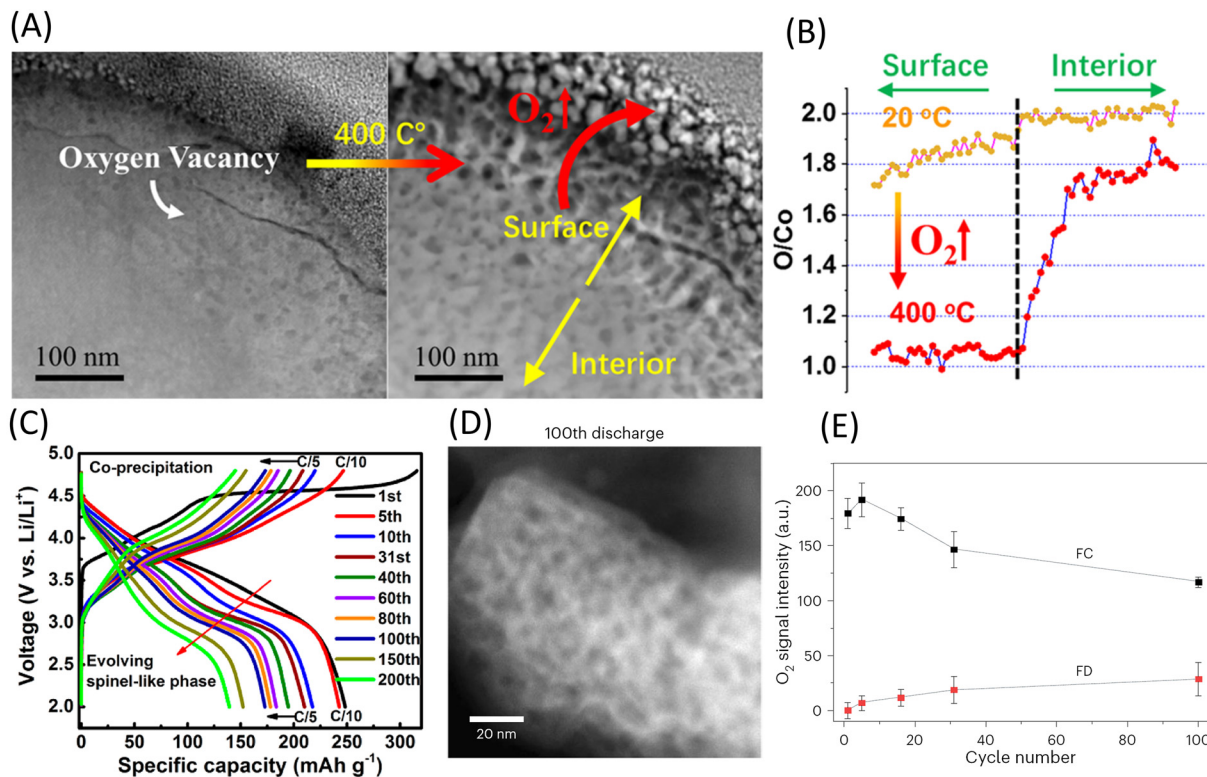 (A)
Oxygen Vacancy
400 C°
O₂↑
Surface
Interior
100 nm
100 nm
(B)
Surface
Interior
20 °C
O₂↑
400 °C
O/Co
2.0
1.8
1.6
1.4
1.2
1.0
(C)
Co-precipitation
C/5
C/10
1st
5th
10th
31st
40th
60th
80th
100th
150th
200th
Evolving
spinel-like phase
C/5
C/10
Voltage (V vs. Li/Li⁺)
5.0
4.5
4.0
3.5
3.0
2.5
2.0
0 50 100 150 200 250 300
Specific capacity (mAh g⁻¹)
(D)
100th discharge
20 nm
(E)
O₂ signal intensity (a.u.)
200
150
100
50
0
FC
FD
0 20 40 60 80 100
Cycle number